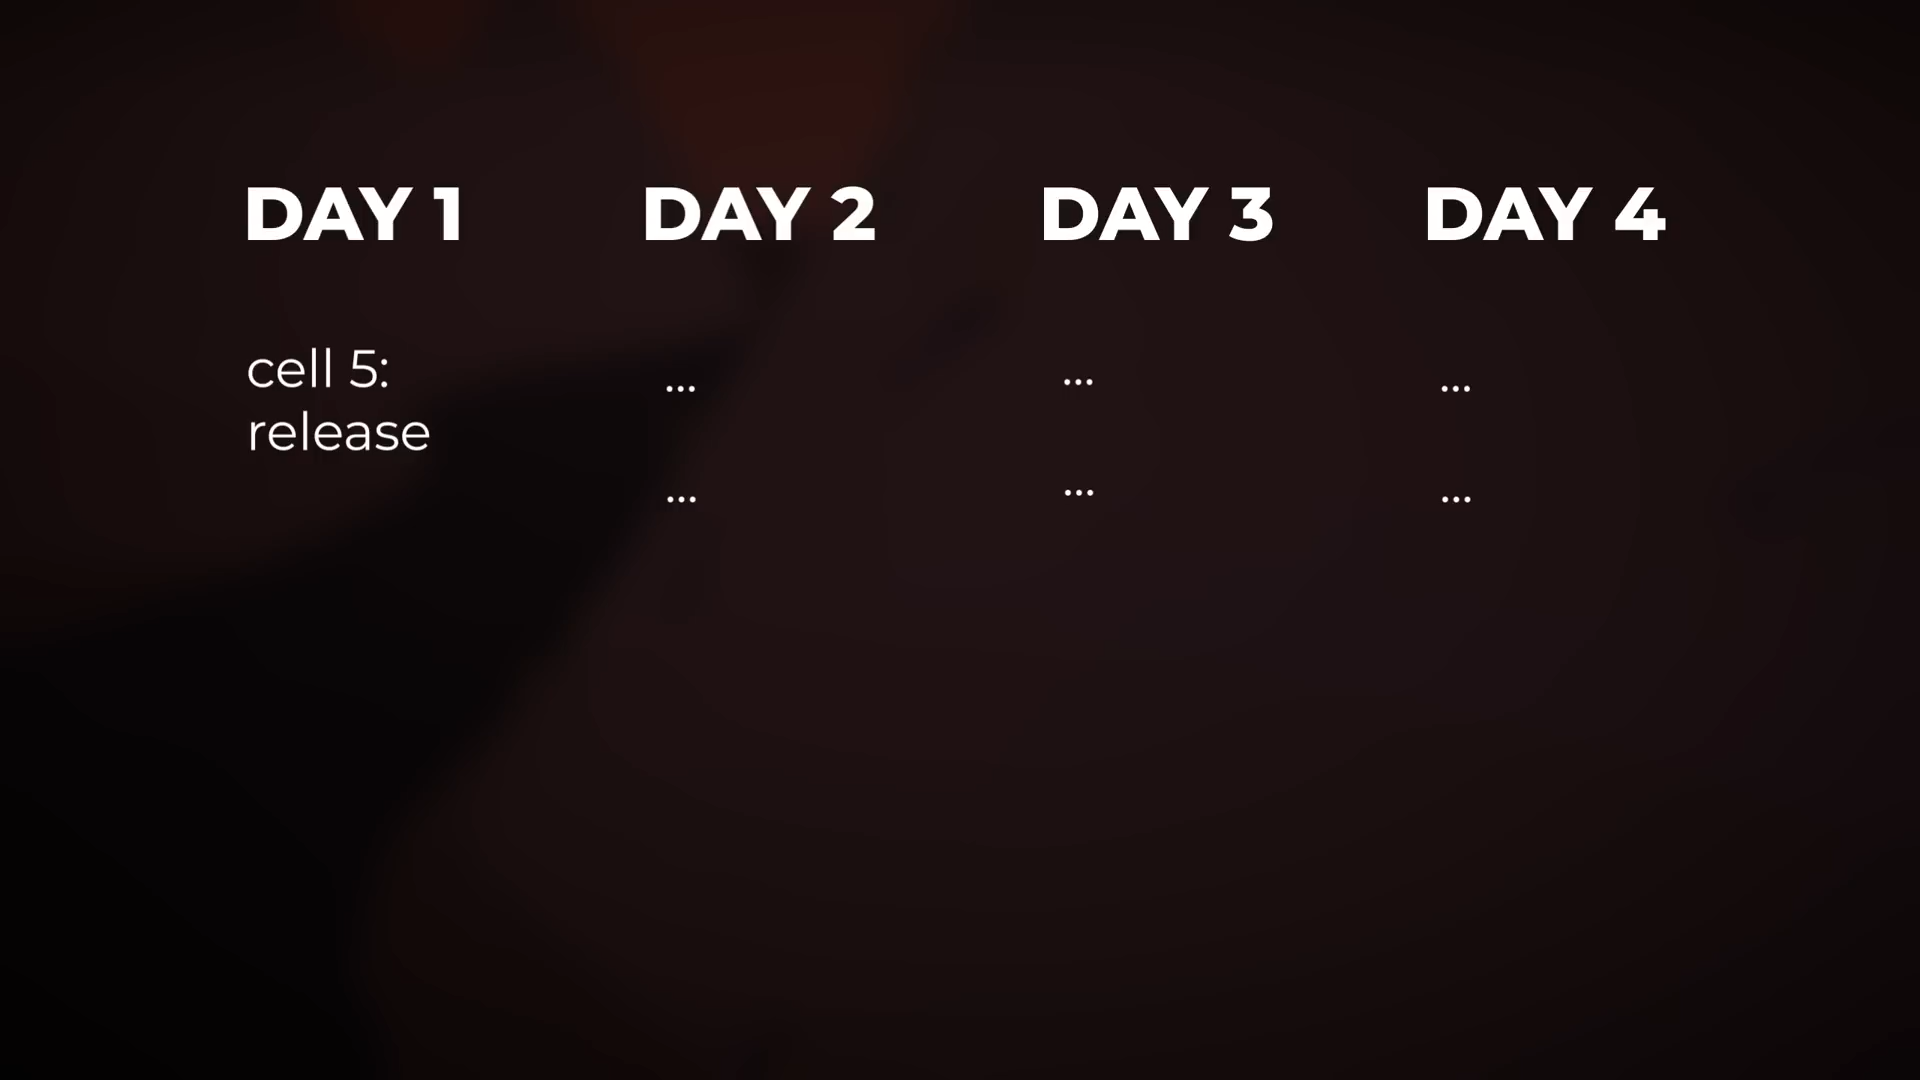 DAY 1 DAY 2 DAY 3 DAY 4
cell 5: ... ... ...
release
... ... ...